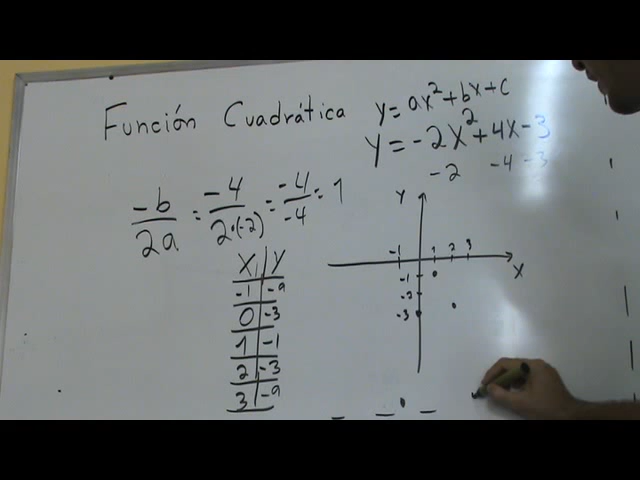 Función Cuadrática y=ax²+bx+c
y=-2x²+4x-3
-2 -4 -3
-b/2a = -4/2•(-2) = -4/-4 = 1
X Y
-1 -9
0 -3
1 -1
2 -3
3 -9
Y
-1 1 2 3
X
-1
-2
-3